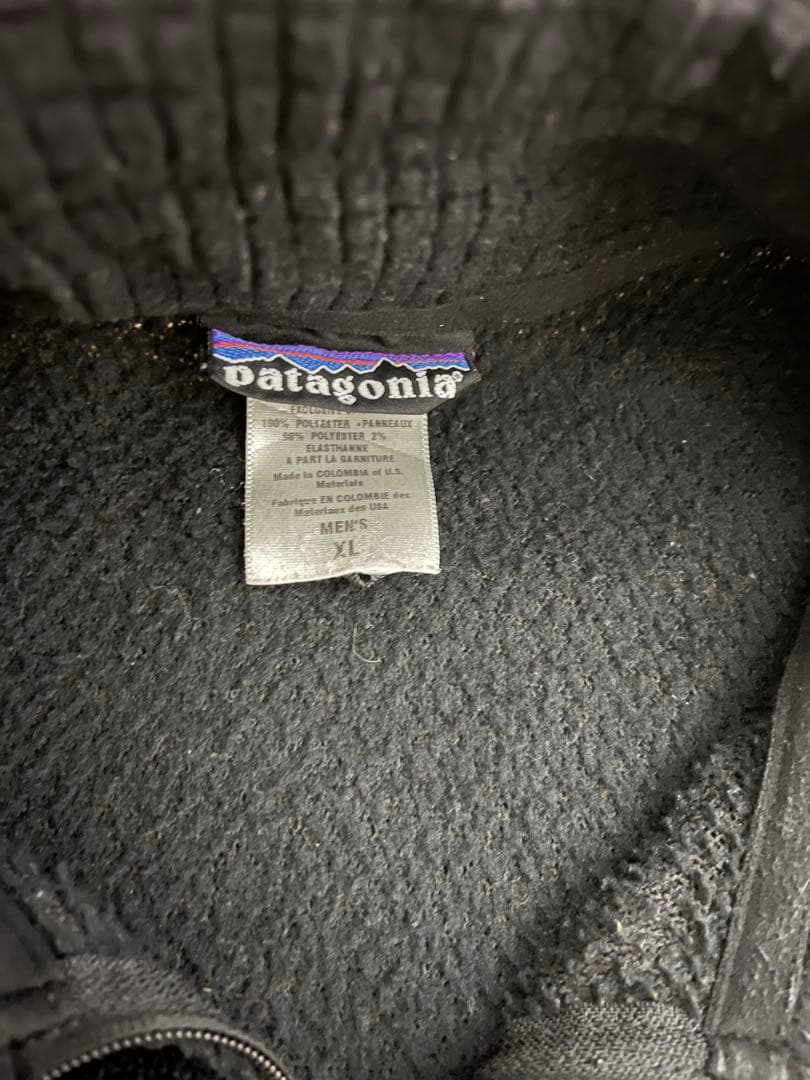 patagonia®
EXCLUSIVE
100% POLYESTER •PANNEAUX
98% POLYESTER 2%
ELASTHANNE
A PART LA GARNITURE
Made in COLOMBIA of U.S.
Materials
Fabrique EN COLOMBIE des
Materiaux des USA
MEN'S
XL